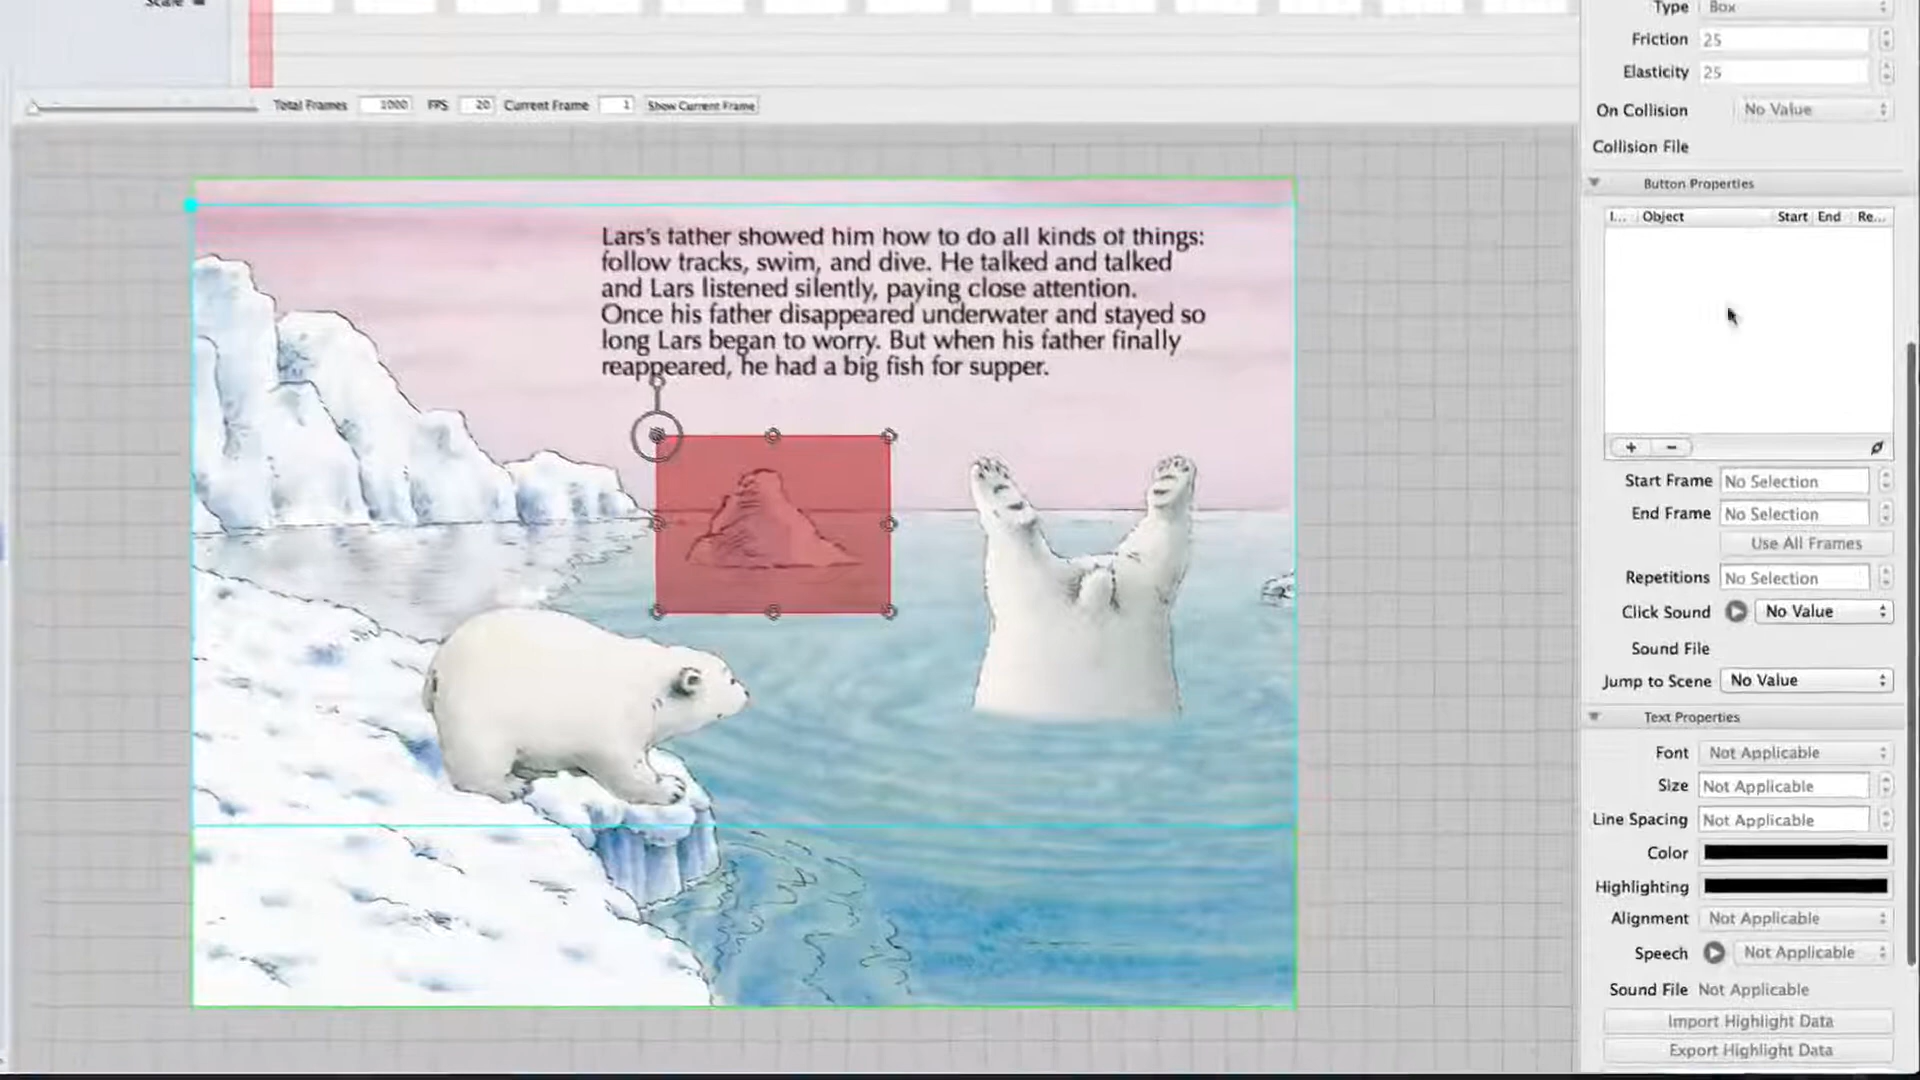 Scale
Type Box
Friction 25
Elasticity 25
Total Frames 1000 FPS 20 Current Frame 1 Show Current Frame
On Collision No Value
Collision File
Button Properties
I... Object Start End Re...
Lars's father showed him how to do all kinds of things:
follow tracks, swim, and dive. He talked and talked
and Lars listened silently, paying close attention.
Once his father disappeared underwater and stayed so
long Lars began to worry. But when his father finally
reappeared, he had a big fish for supper.
+ −
Start Frame No Selection
End Frame No Selection
Use All Frames
Repetitions No Selection
Click Sound No Value
Sound File
Jump to Scene No Value
Text Properties
Font Not Applicable
Size Not Applicable
Line Spacing Not Applicable
Color
Highlighting
Alignment Not Applicable
Speech Not Applicable
Sound File Not Applicable
Import Highlight Data
Export Highlight Data